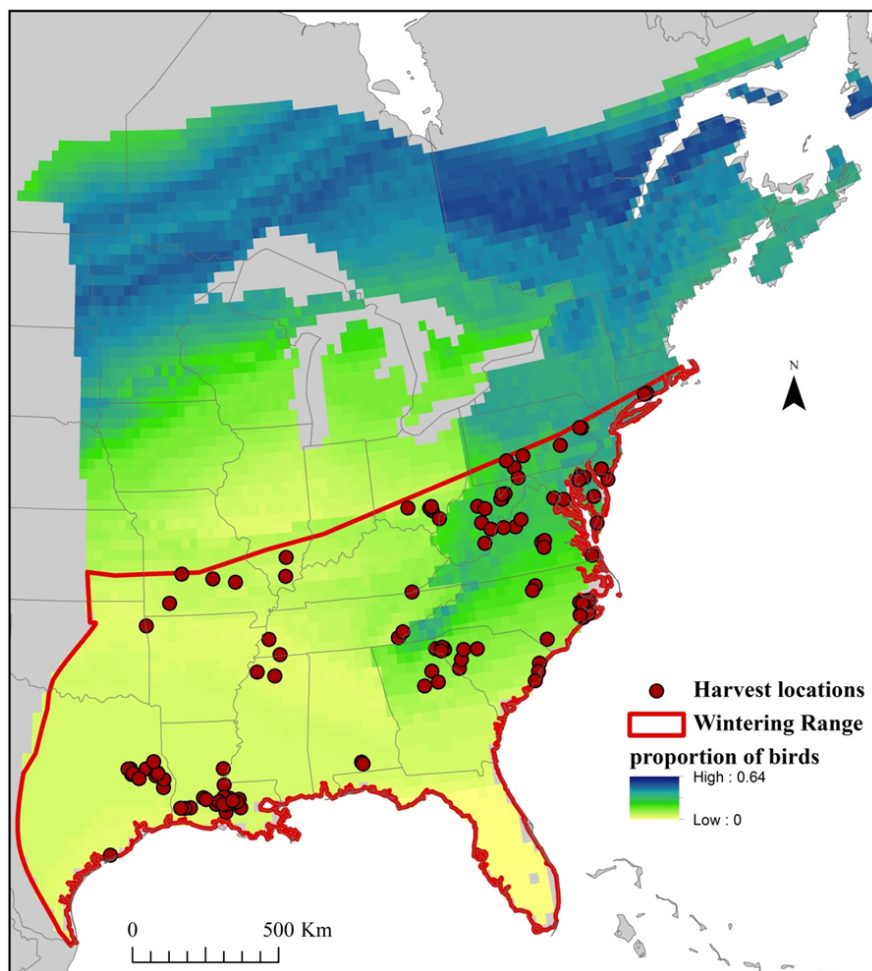 N
Harvest locations
Wintering Range
proportion of birds
High : 0.64
Low : 0
0 500 Km